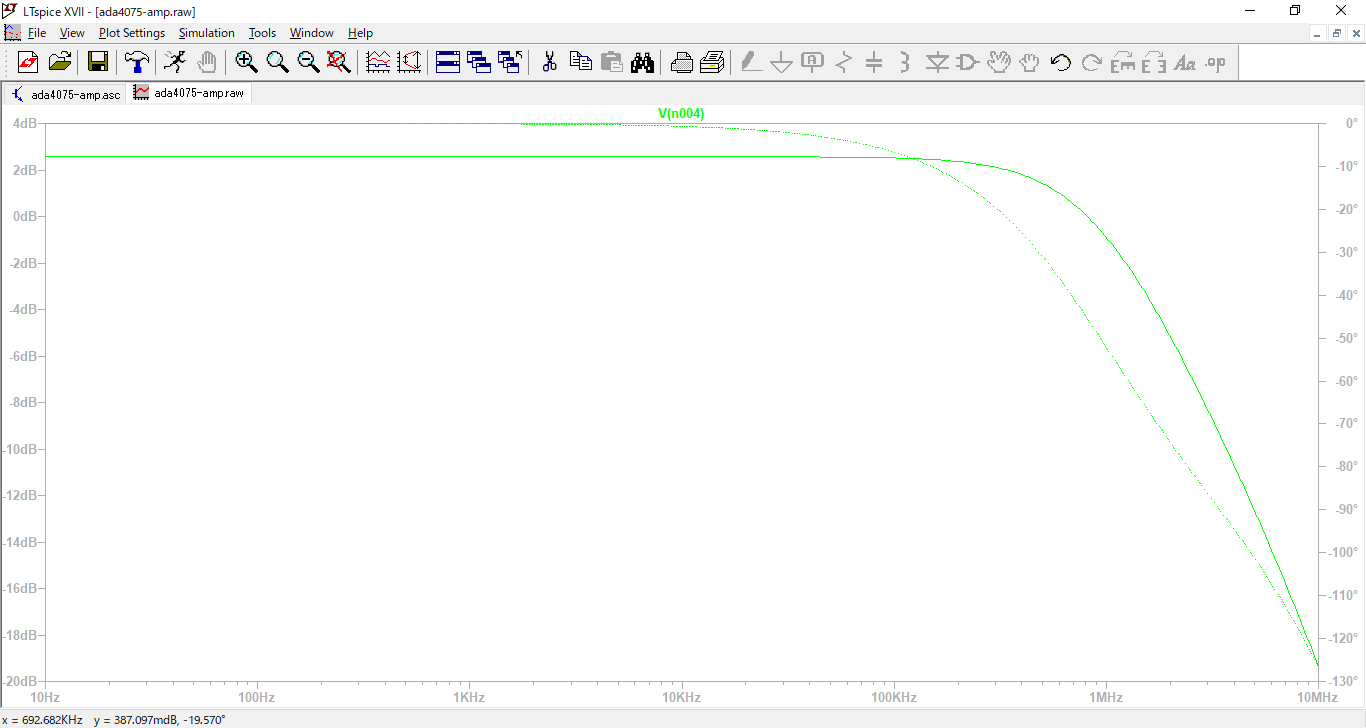 LTspice XVII - [ada4075-amp.raw]
File View Plot Settings Simulation Tools Window Help
ada4075-amp.asc ada4075-amp.raw
V(n004)
4dB 0°
2dB -10°
0dB -20°
-2dB -30°
-4dB -40°
-6dB -50°
-8dB -60°
-10dB -70°
-12dB -80°
-14dB -90°
-16dB -100°
-18dB -110°
-20dB -120°
-130°
10Hz 100Hz 1KHz 10KHz 100KHz 1MHz 10MHz
x = 692.682KHz y = 387.097mdB, -19.570°